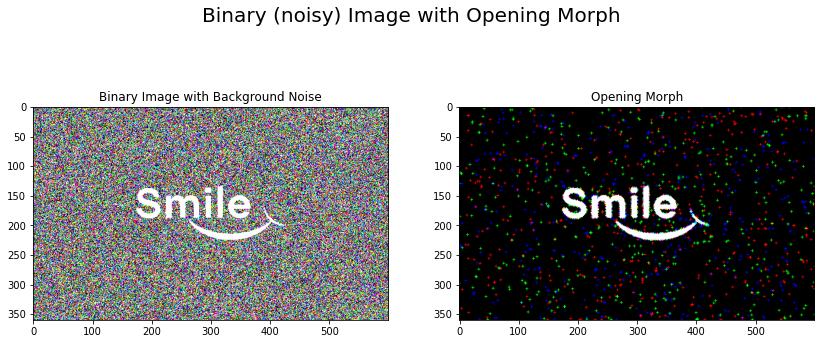 Binary (noisy) Image with Opening Morph
Binary Image with Background Noise
0
50
100
150
200
250
300
350
0 100 200 300 400 500
Smile
Opening Morph
0
50
100
150
200
250
300
350
0 100 200 300 400 500
Smile